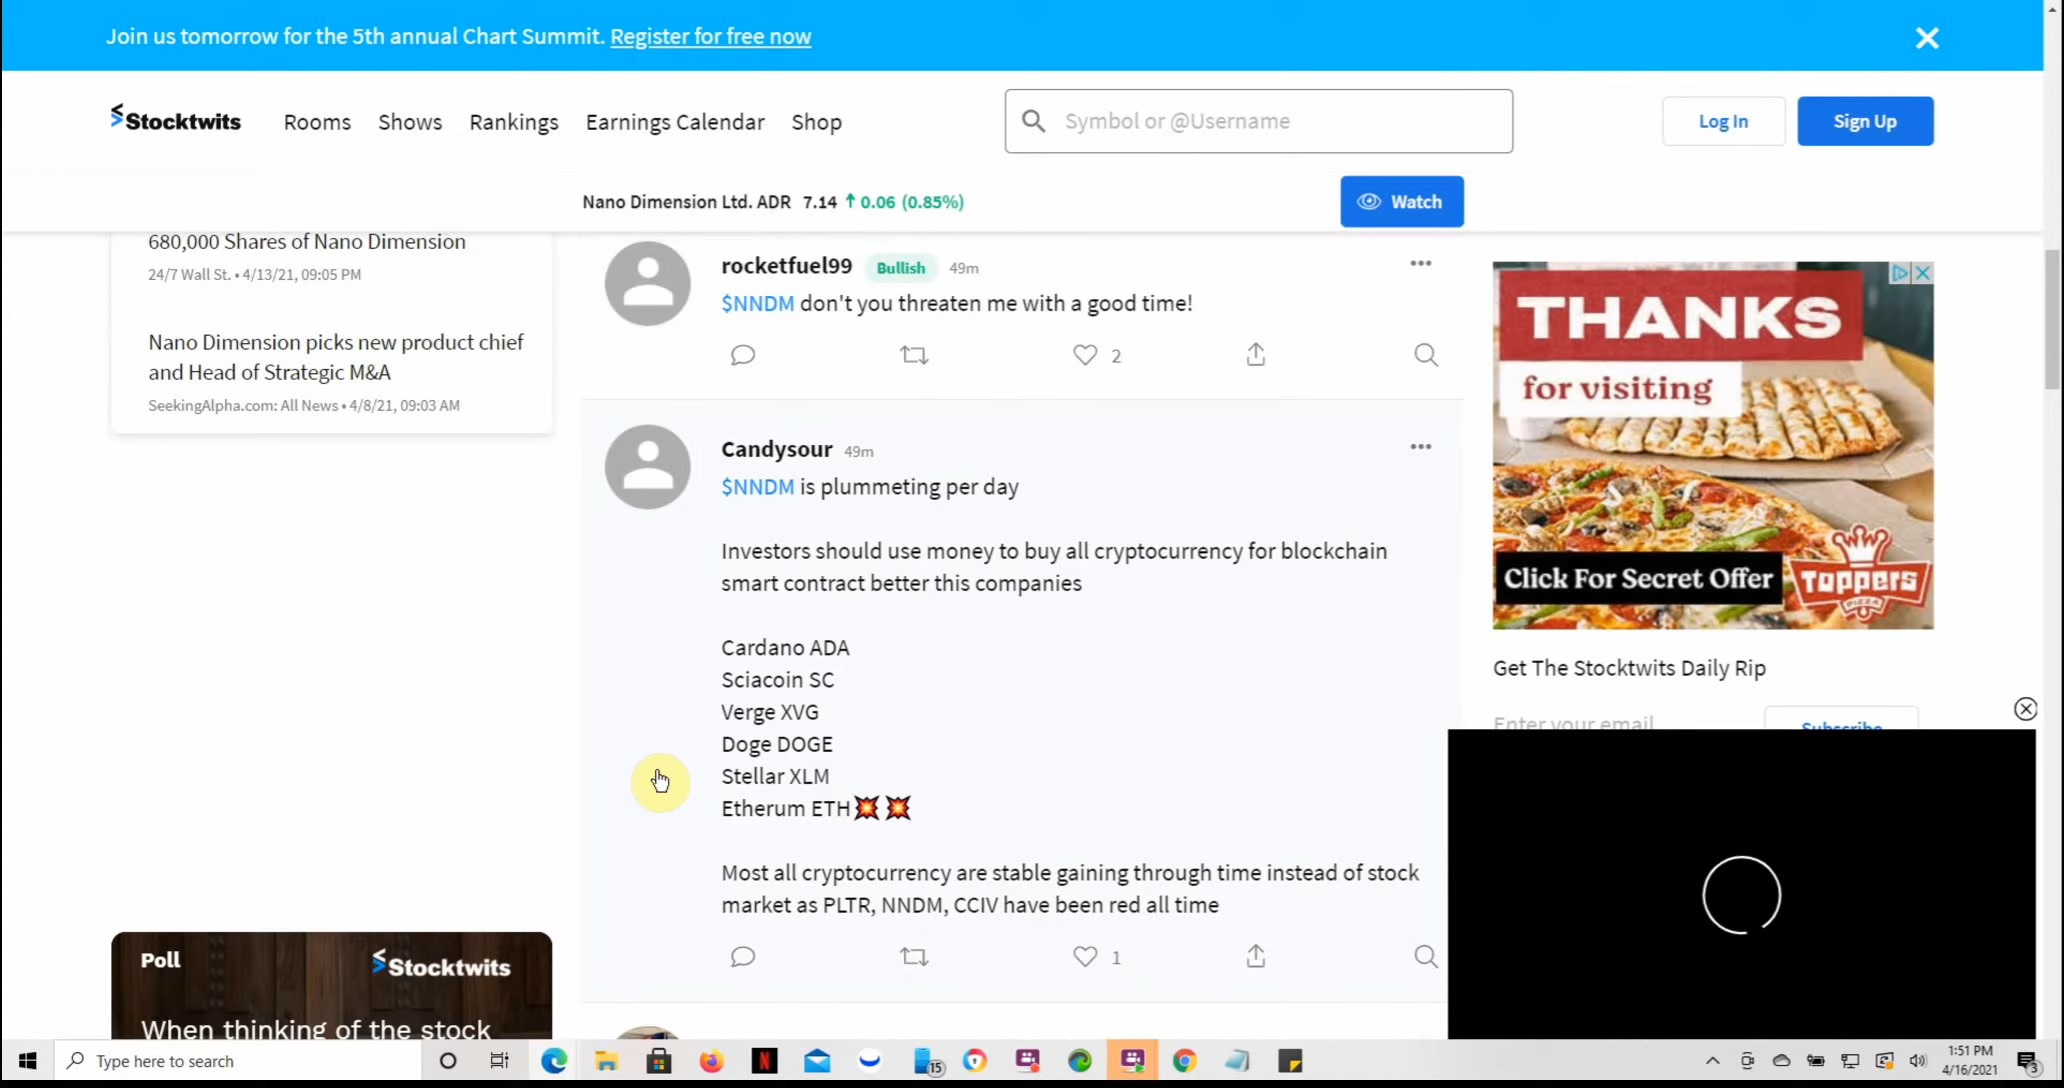 Join us tomorrow for the 5th annual Chart Summit. Register for free now
Stocktwits
Rooms
Shows
Rankings
Earnings Calendar
Shop
Symbol or @Username
Log In
Sign Up
Nano Dimension Ltd. ADR 7.14 ↑ 0.06 (0.85%)
Watch
680,000 Shares of Nano Dimension
24/7 Wall St. • 4/13/21, 09:05 PM
Nano Dimension picks new product chief
and Head of Strategic M&A
SeekingAlpha.com: All News • 4/8/21, 09:03 AM
Poll
Stocktwits
When thinking of the stock
rocketfuel99 Bullish 49m
$NNDM don't you threaten me with a good time!
2
Candysour 49m
$NNDM is plummeting per day
Investors should use money to buy all cryptocurrency for blockchain
smart contract better this companies
Cardano ADA
Sciacoin SC
Verge XVG
Doge DOGE
Stellar XLM
Etherum ETH💥💥
Most all cryptocurrency are stable gaining through time instead of stock
market as PLTR, NNDM, CCIV have been red all time
1
THANKS
for visiting
Click For Secret Offer
TOPPERS
PIZZA
Get The Stocktwits Daily Rip
Enter your email
Subscribe
Type here to search
15
1:51 PM
4/16/2021
3